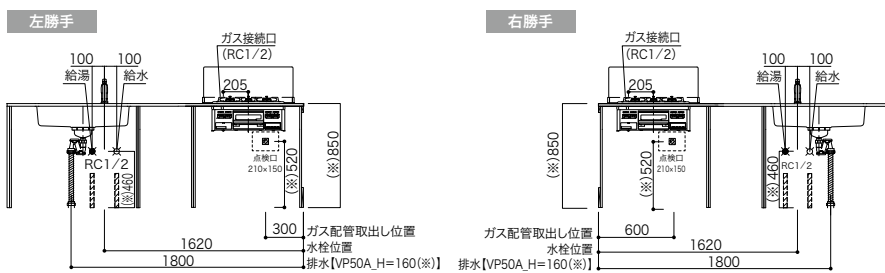 左勝手
ガス接続口
(RC1/2)
100
100
給湯
給水
205
RC1/2
(※)460
点検口
210×150
(※)520
(※)850
300
ガス配管取出し位置
1620
水栓位置
1800
排水【VP50A_H=160(※)】
右勝手
ガス接続口
(RC1/2)
205
100
100
給湯
給水
(※)850
点検口
210×150
(※)520
(※)460
RC1/2
ガス配管取出し位置
600
水栓位置
1620
排水【VP50A_H=160(※)】
1800